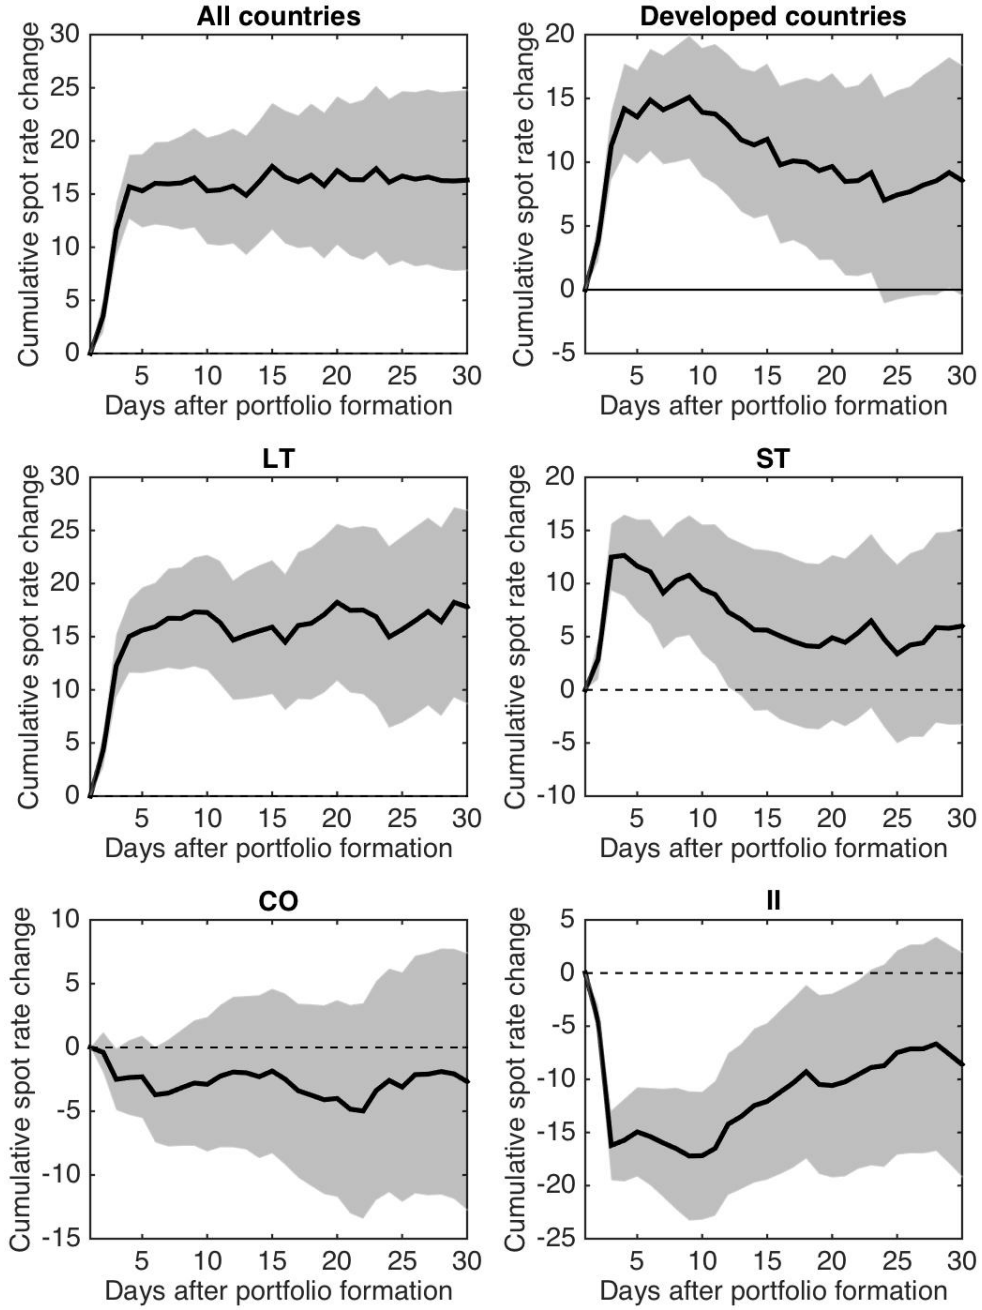 All countries
Cumulative spot rate change
30
25
20
15
10
5
0
5 10 15 20 25 30
Days after portfolio formation
Developed countries
Cumulative spot rate change
20
15
10
5
0
-5
5 10 15 20 25 30
Days after portfolio formation
LT
Cumulative spot rate change
30
25
20
15
10
5
0
5 10 15 20 25 30
Days after portfolio formation
ST
Cumulative spot rate change
20
15
10
5
0
-5
-10
5 10 15 20 25 30
Days after portfolio formation
CO
Cumulative spot rate change
10
5
0
-5
-10
-15
5 10 15 20 25 30
Days after portfolio formation
II
Cumulative spot rate change
5
0
-5
-10
-15
-20
-25
5 10 15 20 25 30
Days after portfolio formation